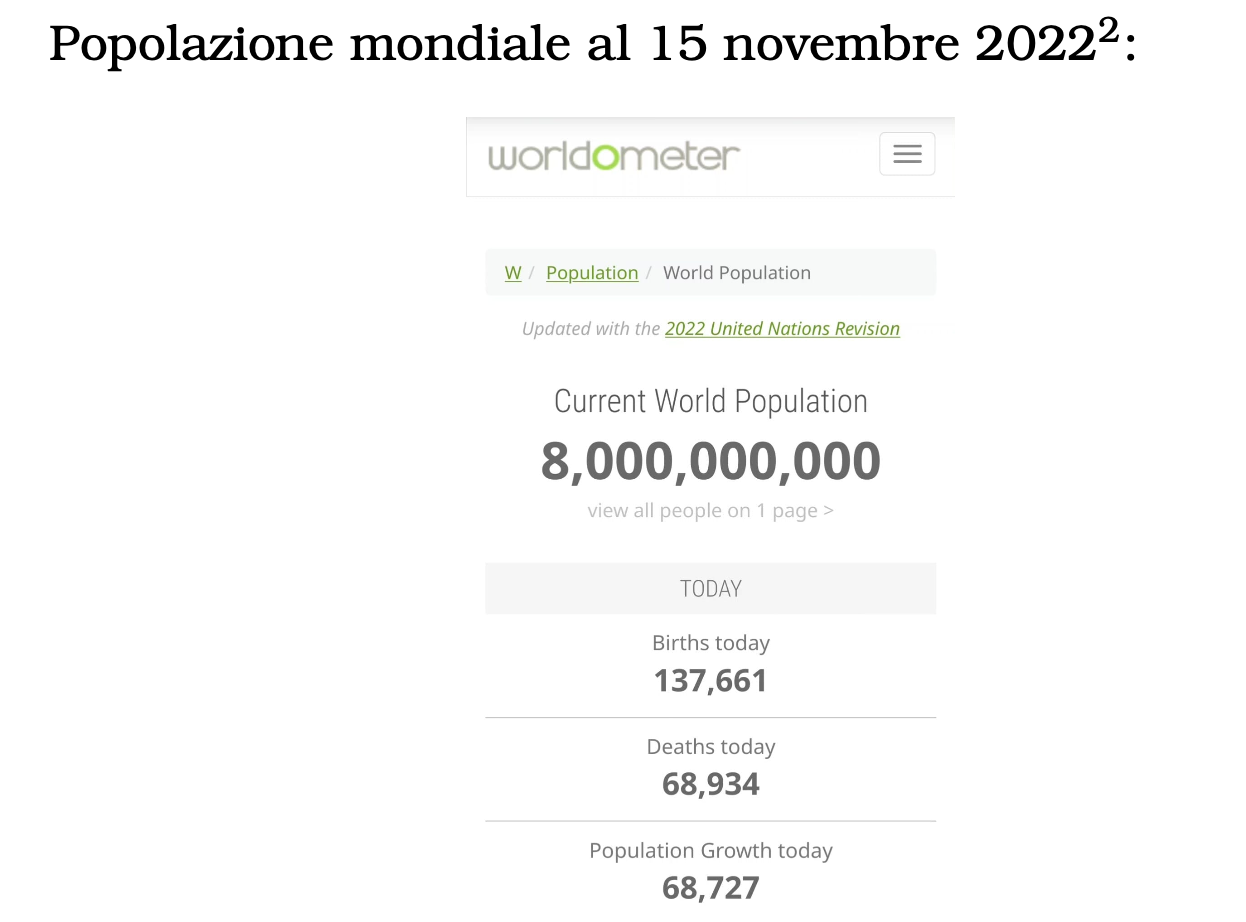 Popolazione mondiale al 15 novembre 2022²:
worldometer
W / Population / World Population
Updated with the 2022 United Nations Revision
Current World Population
8,000,000,000
view all people on 1 page >
TODAY
Births today
137,661
Deaths today
68,934
Population Growth today
68,727